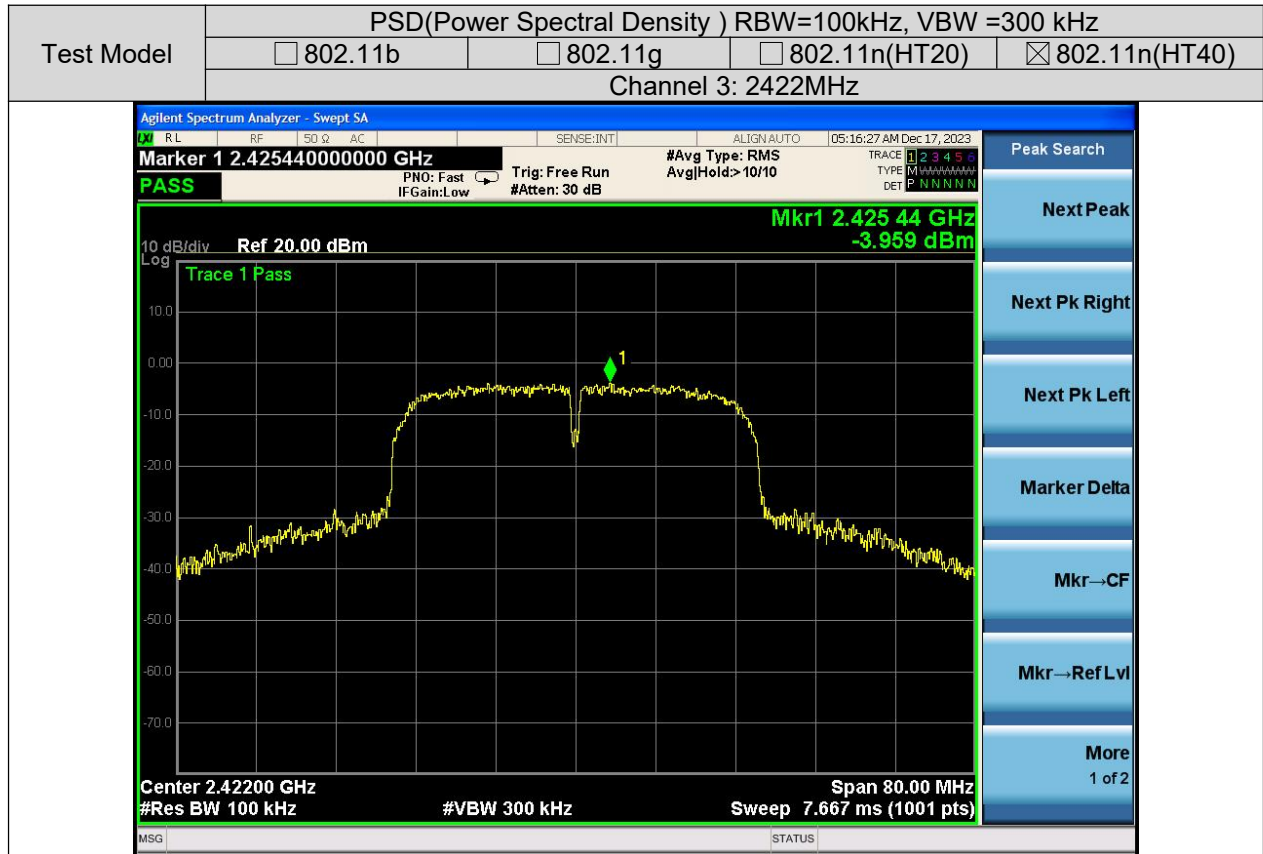 PSD(Power Spectral Density ) RBW=100kHz, VBW =300 kHz
Test Model
☐ 802.11b ☐ 802.11g ☐ 802.11n(HT20) ☒ 802.11n(HT40)
Channel 3: 2422MHz
Agilent Spectrum Analyzer - Swept SA
LXI RL RF 50 Ω AC SENSE:INT ALIGN AUTO 05:16:27 AM Dec 17, 2023
Marker 1 2.425440000000 GHz
PASS
PNO: Fast
IFGain:Low
Trig: Free Run
#Atten: 30 dB
#Avg Type: RMS
Avg|Hold:>10/10
TRACE 1 2 3 4 5 6
TYPE M WWWWW
DET P N N N N N
Peak Search
Mkr1 2.425 44 GHz
-3.959 dBm
10 dB/div Ref 20.00 dBm
Log
Trace 1 Pass
10.0
0.00
-10.0
-20.0
-30.0
-40.0
-50.0
-60.0
-70.0
1
Center 2.42200 GHz Span 80.00 MHz
#Res BW 100 kHz #VBW 300 kHz Sweep 7.667 ms (1001 pts)
MSG STATUS
Next Peak
Next Pk Right
Next Pk Left
Marker Delta
Mkr→CF
Mkr→Ref Lvl
More
1 of 2